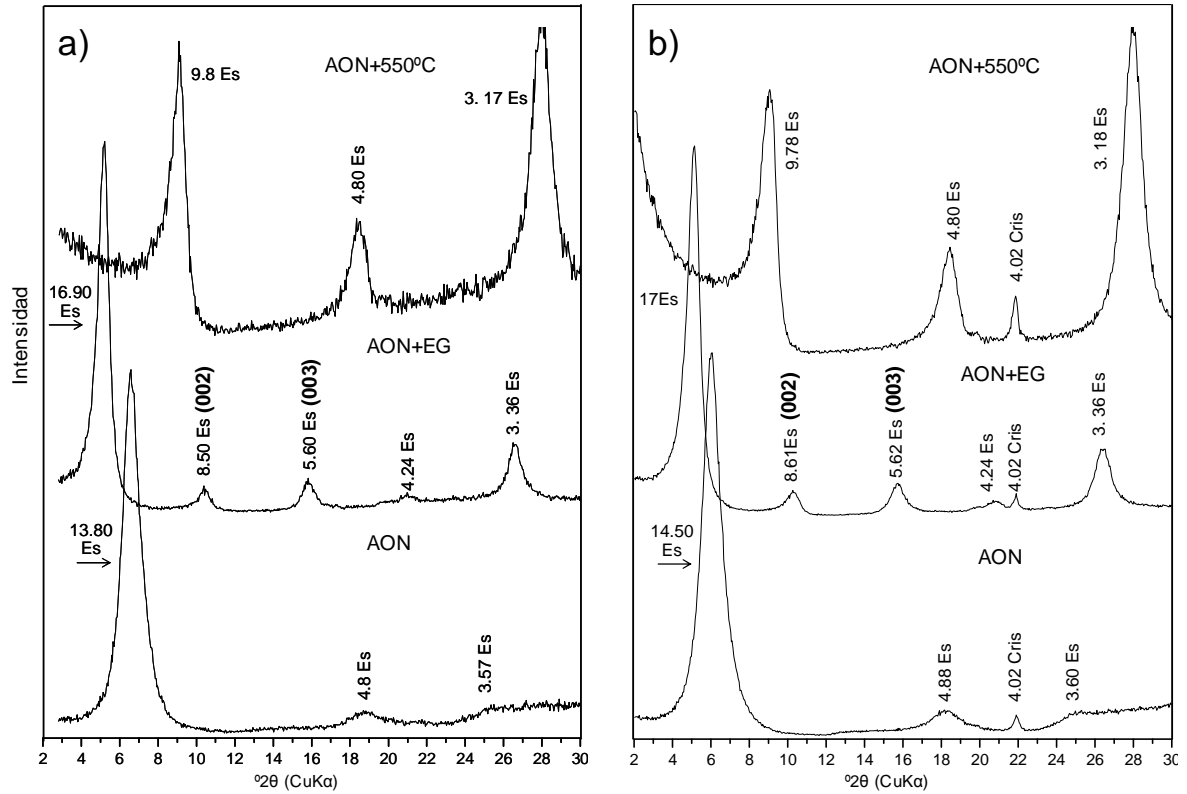 a)
AON+550ºC
9.8 Es
3. 17 Es
4.80 Es
16.90
Es
AON+EG
8.50 Es (002)
5.60 Es (003)
4.24 Es
3. 36 Es
13.80
Es
AON
4.8 Es
3.57 Es
Intensidad
2 4 6 8 10 12 14 16 18 20 22 24 26 28 30
º2θ (CuKα)
b)
AON+550ºC
9.78 Es
3. 18 Es
4.80 Es
4.02 Cris
17Es
AON+EG
8.61Es (002)
5.62 Es (003)
4.24 Es
4.02 Cris
3. 36 Es
14.50
Es
AON
4.88 Es
4.02 Cris
3.60 Es
2 4 6 8 10 12 14 16 18 20 22 24 26 28 30
º2θ (CuKα)